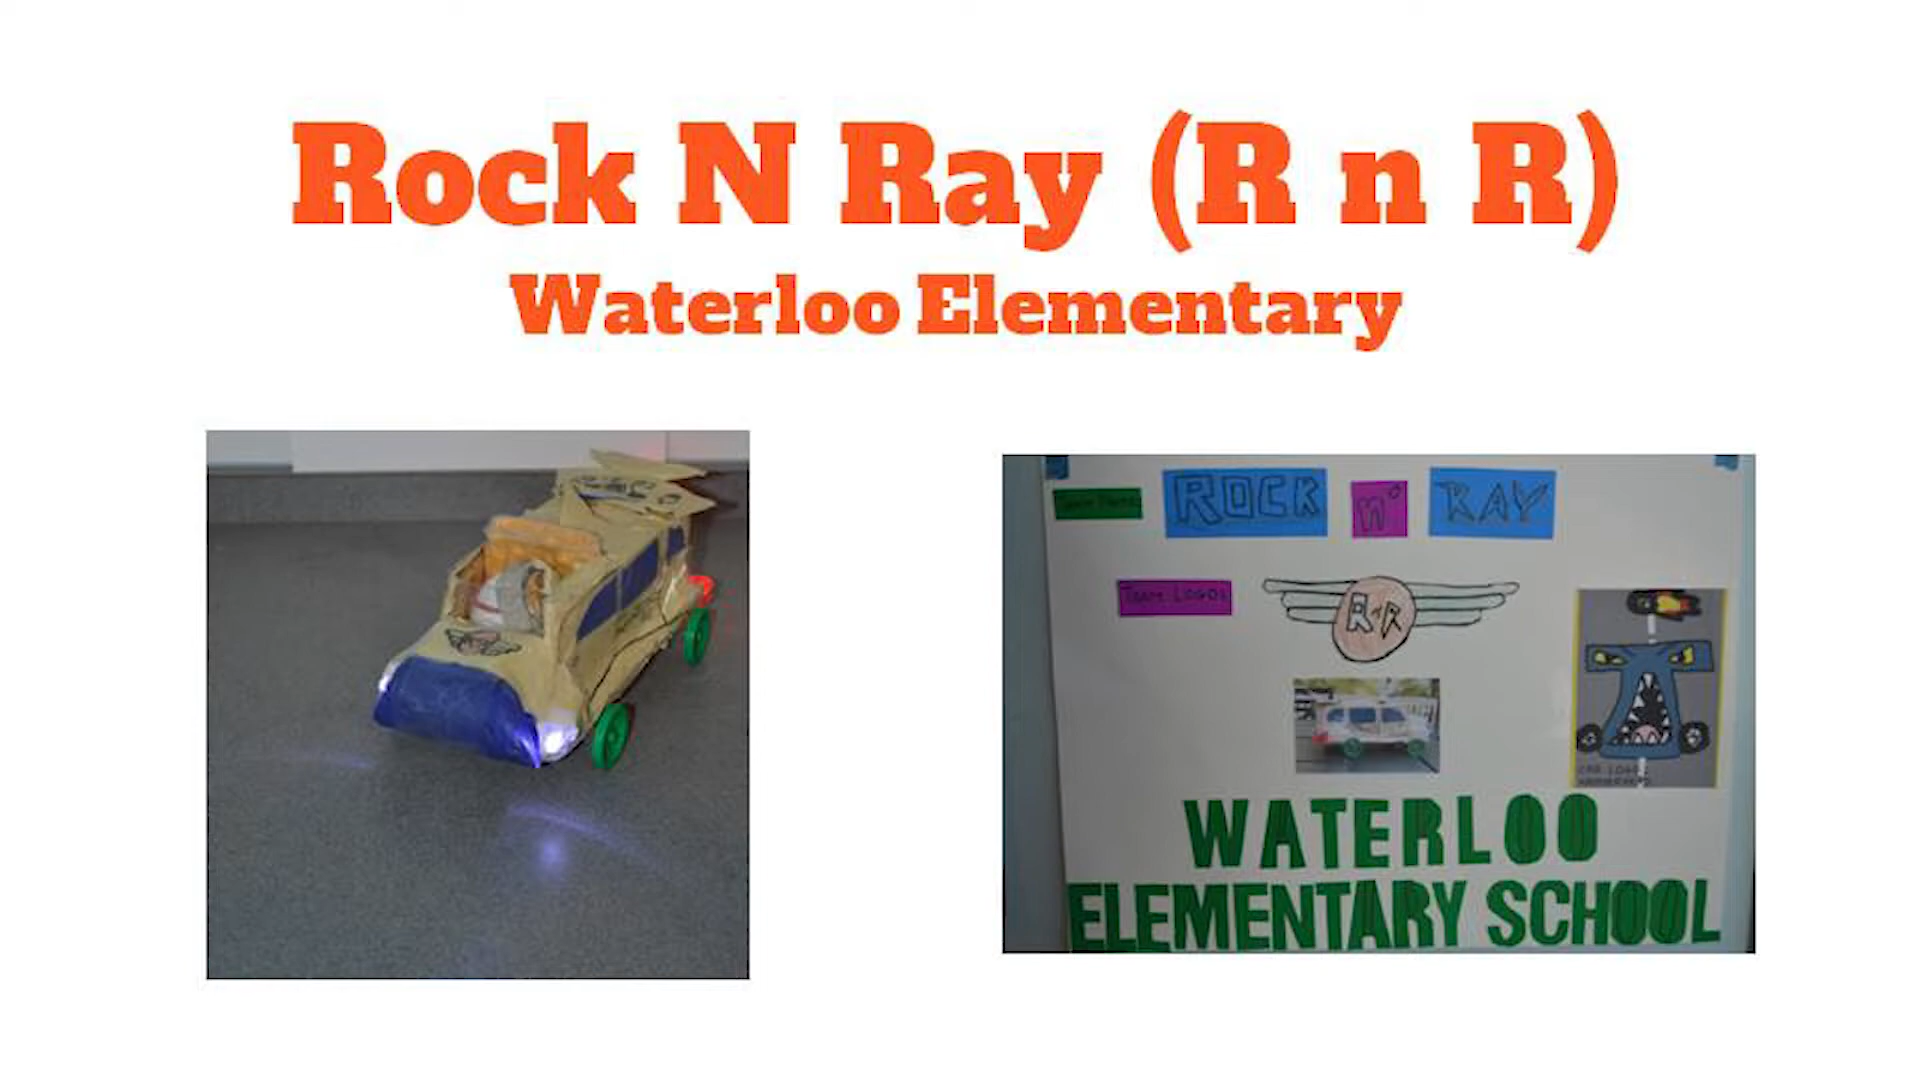 Rock N Ray (R n R)
Waterloo Elementary
ROCK n' RAY
TEAM LOGOS
R n R
WATERLOO
ELEMENTARY SCHOOL